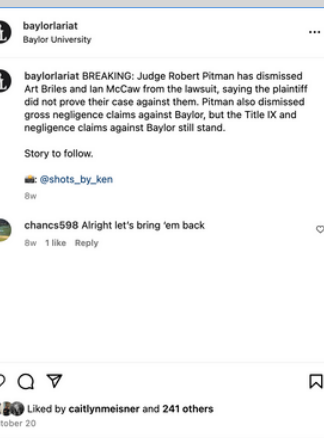 baylorlariat
Baylor University
baylorlariat BREAKING: Judge Robert Pitman has dismissed
Art Briles and Ian McCaw from the lawsuit, saying the plaintiff
did not prove their case against them. Pitman also dismissed
gross negligence claims against Baylor, but the Title IX and
negligence claims against Baylor still stand.
Story to follow.
📸: @shots_by_ken
8w
chancs598 Alright let's bring 'em back
8w 1 like Reply
Liked by caitlynmeisner and 241 others
tober 20